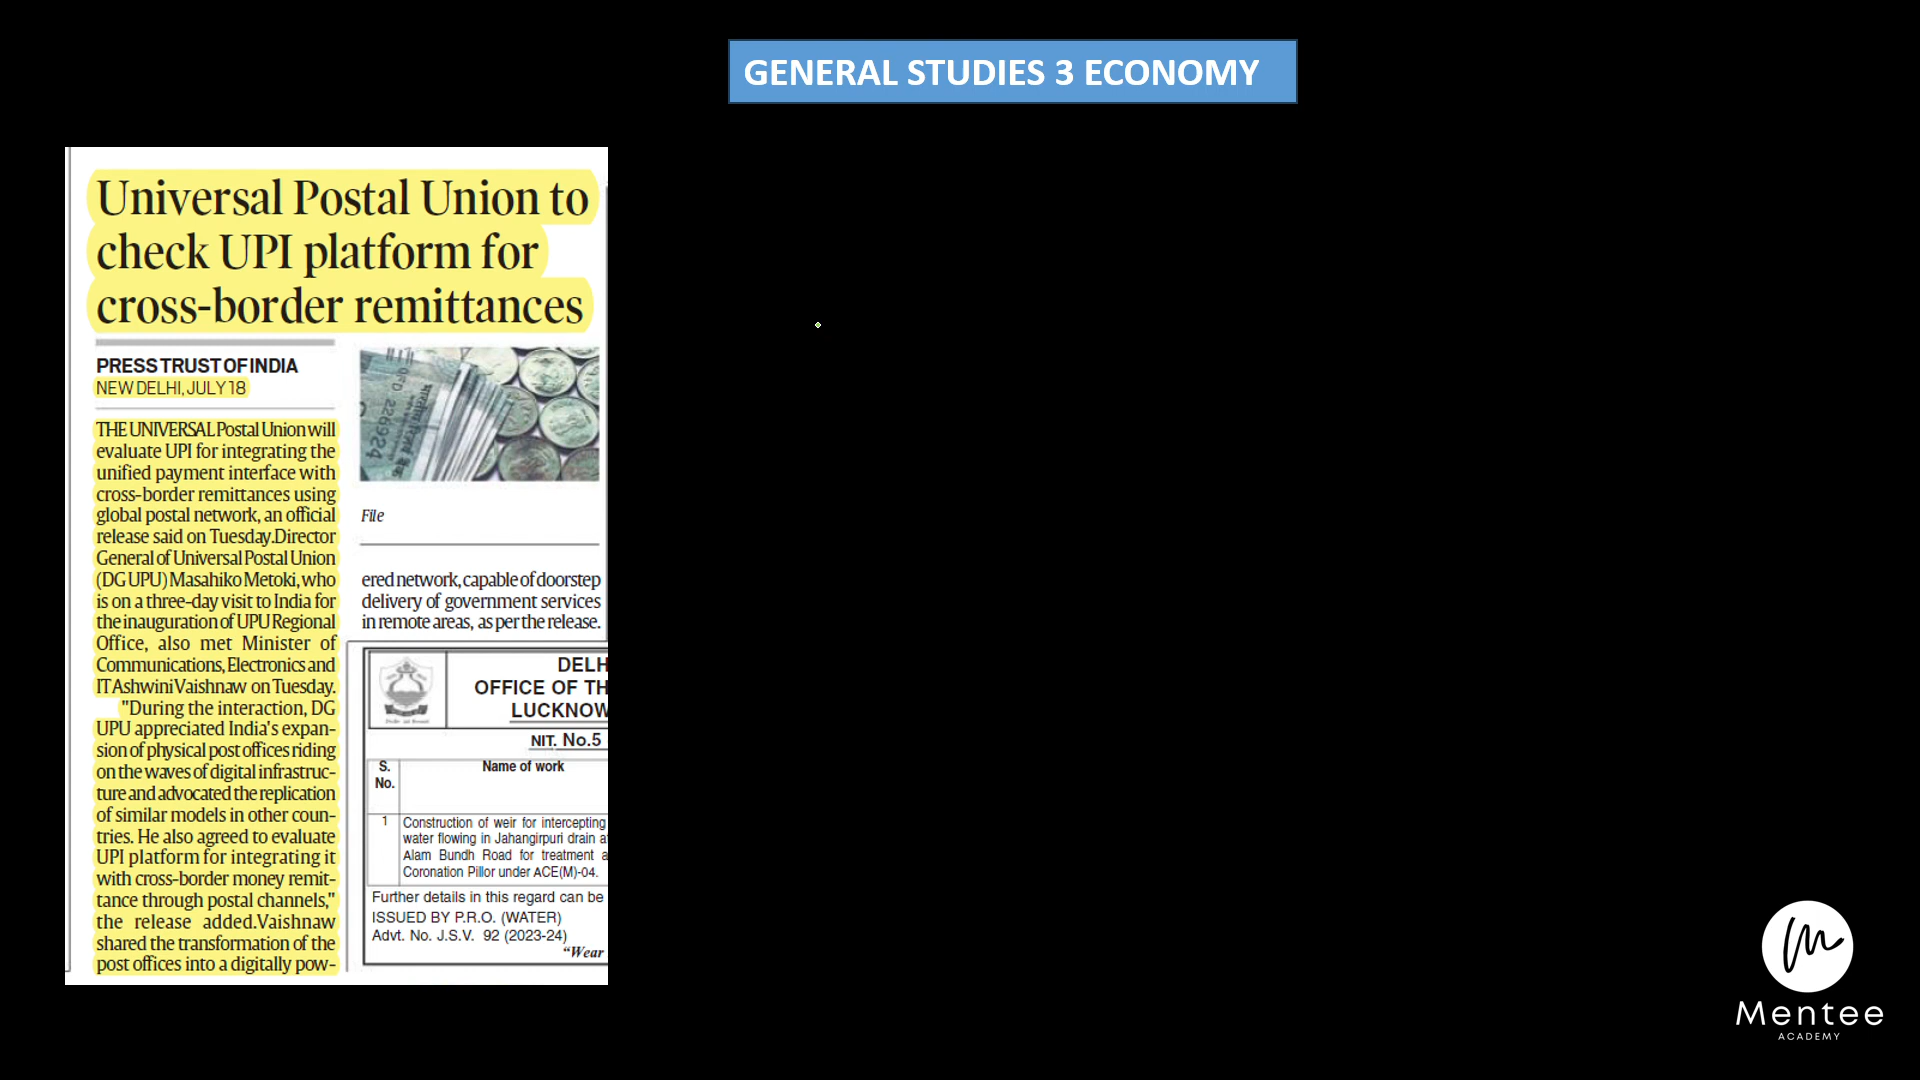 GENERAL STUDIES 3 ECONOMY
Universal Postal Union to
check UPI platform for
cross-border remittances
PRESS TRUST OF INDIA
NEW DELHI, JULY 18
THE UNIVERSAL Postal Union will
evaluate UPI for integrating the
unified payment interface with
cross-border remittances using
global postal network, an official
release said on Tuesday.Director
General of Universal Postal Union
(DG UPU) Masahiko Metoki, who
is on a three-day visit to India for
the inauguration of UPU Regional
Office, also met Minister of
Communications, Electronics and
IT Ashwini Vaishnaw on Tuesday.
"During the interaction, DG
UPU appreciated India's expan-
sion of physical post offices riding
on the waves of digital infrastruc-
ture and advocated the replication
of similar models in other coun-
tries. He also agreed to evaluate
UPI platform for integrating it
with cross-border money remit-
tance through postal channels,"
the release added.Vaishnaw
shared the transformation of the
post offices into a digitally pow-
File
ered network, capable of doorstep
delivery of government services
in remote areas, as per the release.
DELH
OFFICE OF TH
LUCKNOW
NIT. No.5
S. No.
Name of work
1
Construction of weir for intercepting
water flowing in Jahangirpuri drain a
Alam Bundh Road for treatment a
Coronation Pillor under ACE(M)-04.
Further details in this regard can be
ISSUED BY P.R.O. (WATER)
Advt. No. J.S.V. 92 (2023-24)
“Wear
Mentee
ACADEMY